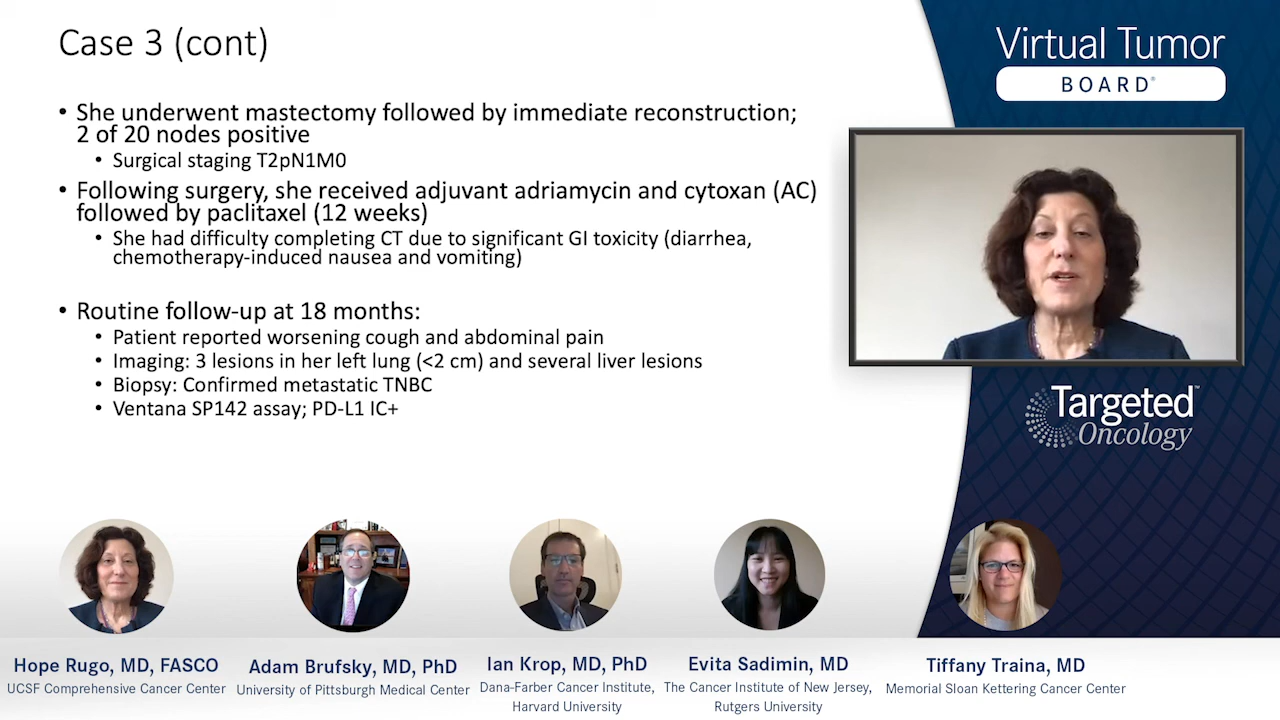 Case 3 (cont)
• She underwent mastectomy followed by immediate reconstruction;
2 of 20 nodes positive
• Surgical staging T2pN1M0
• Following surgery, she received adjuvant adriamycin and cytoxan (AC)
followed by paclitaxel (12 weeks)
• She had difficulty completing CT due to significant GI toxicity (diarrhea,
chemotherapy-induced nausea and vomiting)
• Routine follow-up at 18 months:
• Patient reported worsening cough and abdominal pain
• Imaging: 3 lesions in her left lung (<2 cm) and several liver lesions
• Biopsy: Confirmed metastatic TNBC
• Ventana SP142 assay; PD-L1 IC+
Virtual Tumor
BOARD®
Targeted™
Oncology
Hope Rugo, MD, FASCO
UCSF Comprehensive Cancer Center
Adam Brufsky, MD, PhD
University of Pittsburgh Medical Center
Ian Krop, MD, PhD
Dana-Farber Cancer Institute,
Harvard University
Evita Sadimin, MD
The Cancer Institute of New Jersey,
Rutgers University
Tiffany Traina, MD
Memorial Sloan Kettering Cancer Center